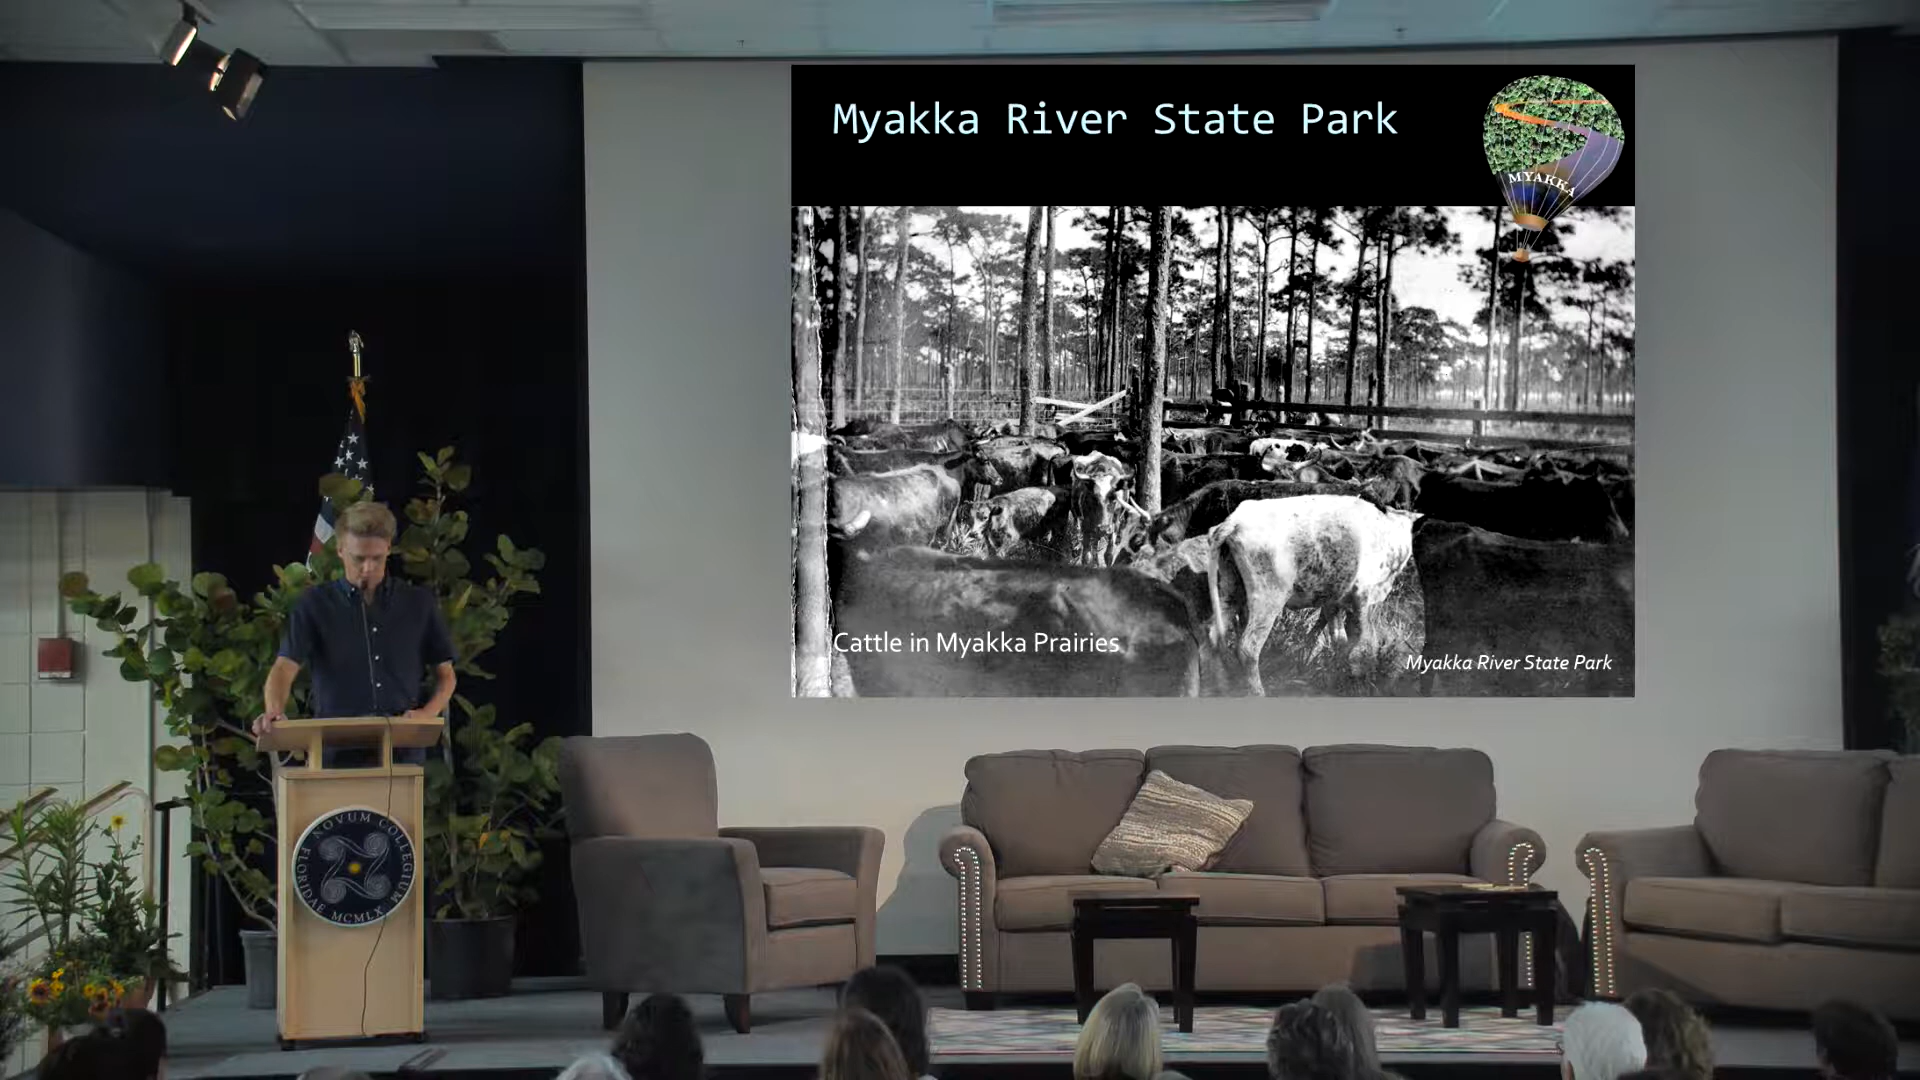 Myakka River State Park
MYAKKA
Cattle in Myakka Prairies
Myakka River State Park
NOVUM COLLEGIUM
FLORIDAE MCMLX